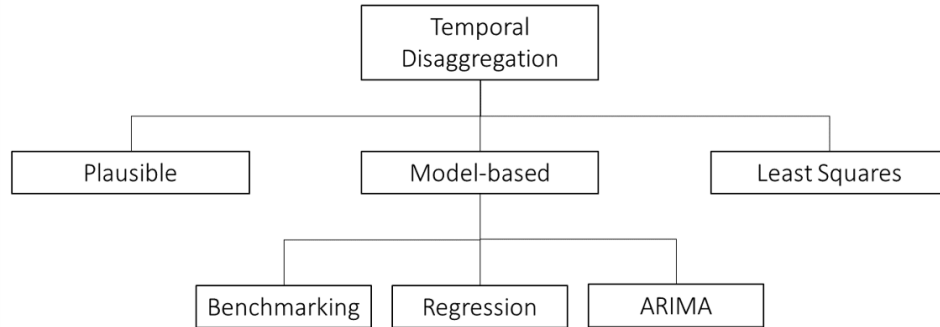 Temporal
Disaggregation
Plausible
Model-based
Least Squares
Benchmarking
Regression
ARIMA